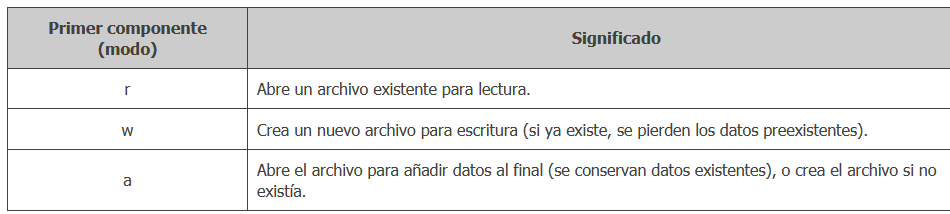 Primer componente
(modo)
Significado
r
Abre un archivo existente para lectura.
w
Crea un nuevo archivo para escritura (si ya existe, se pierden los datos preexistentes).
a
Abre el archivo para añadir datos al final (se conservan datos existentes), o crea el archivo si no
existía.